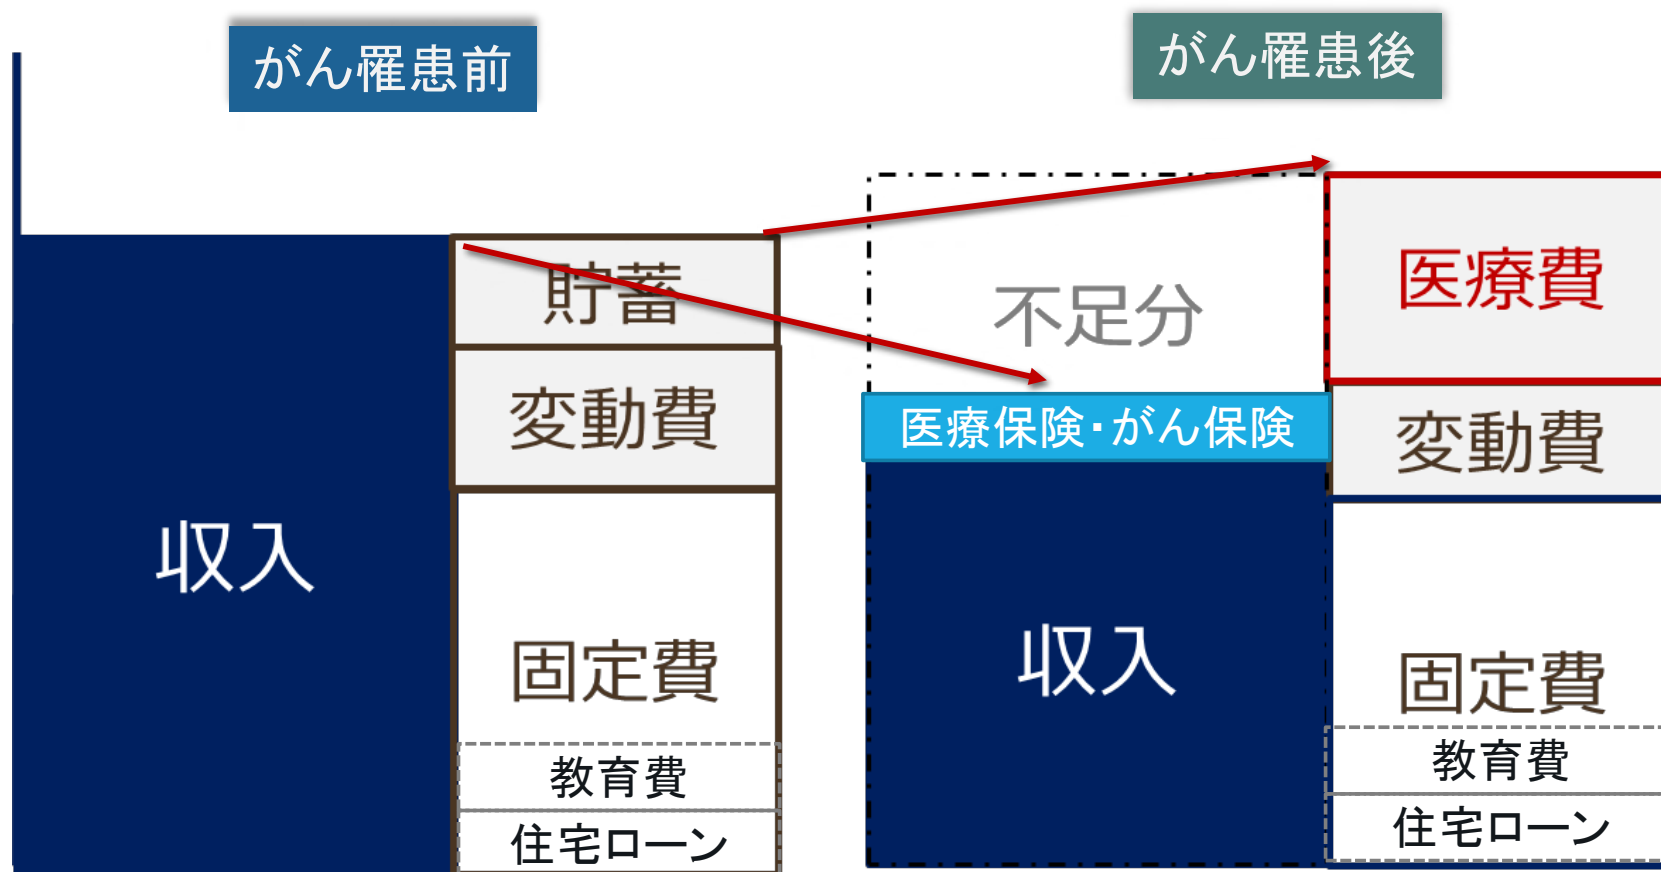 がん罹患前
収入
貯蓄
変動費
固定費
教育費
住宅ローン
がん罹患後
不足分
医療保険・がん保険
収入
医療費
変動費
固定費
教育費
住宅ローン